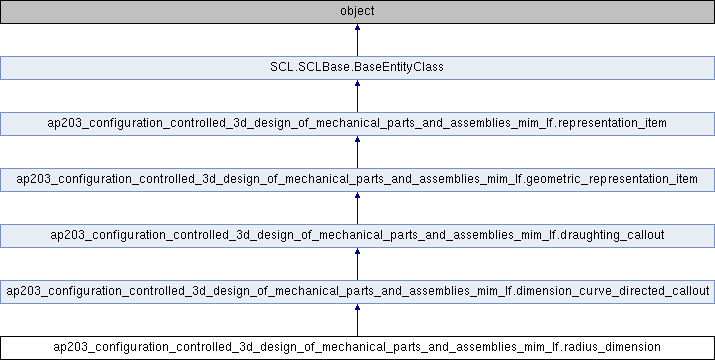 object
SCL.SCLBase.BaseEntityClass
ap203_configuration_controlled_3d_design_of_mechanical_parts_and_assemblies_mim_lf.representation_item
ap203_configuration_controlled_3d_design_of_mechanical_parts_and_assemblies_mim_lf.geometric_representation_item
ap203_configuration_controlled_3d_design_of_mechanical_parts_and_assemblies_mim_lf.draughting_callout
ap203_configuration_controlled_3d_design_of_mechanical_parts_and_assemblies_mim_lf.dimension_curve_directed_callout
ap203_configuration_controlled_3d_design_of_mechanical_parts_and_assemblies_mim_lf.radius_dimension